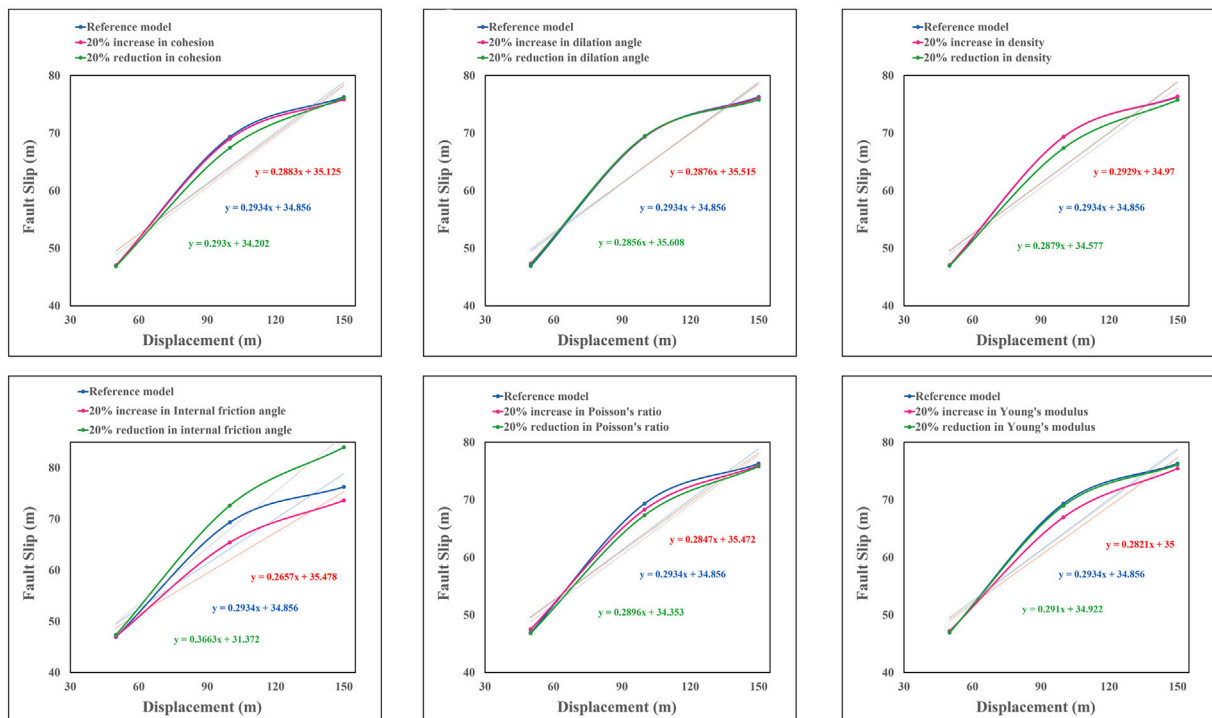 Reference model
20% increase in cohesion
20% reduction in cohesion
80
70
60
50
40
Fault Slip (m)
y = 0.2883x + 35.125
y = 0.2934x + 34.856
y = 0.293x + 34.202
30
60
90
120
150
Displacement (m)
Reference model
20% increase in dilation angle
20% reduction in dilation angle
80
70
60
50
40
Fault Slip (m)
y = 0.2876x + 35.515
y = 0.2934x + 34.856
y = 0.2856x + 35.608
30
60
90
120
150
Displacement (m)
Reference model
20% increase in density
20% reduction in density
80
70
60
50
40
Fault Slip (m)
y = 0.2929x + 34.97
y = 0.2934x + 34.856
y = 0.2879x + 34.577
30
60
90
120
150
Displacement (m)
Reference model
20% increase in Internal friction angle
20% reduction in internal friction angle
80
70
60
50
40
Fault Slip (m)
y = 0.2657x + 35.478
y = 0.2934x + 34.856
y = 0.3663x + 31.372
30
60
90
120
150
Displacement (m)
Reference model
20% increase in Poisson's ratio
20% reduction in Poisson's ratio
80
70
60
50
40
Fault Slip (m)
y = 0.2847x + 35.472
y = 0.2934x + 34.856
y = 0.2896x + 34.353
30
60
90
120
150
Displacement (m)
Reference model
20% increase in Young's modulus
20% reduction in Young's modulus
80
70
60
50
40
Fault Slip (m)
y = 0.2821x + 35
y = 0.2934x + 34.856
y = 0.291x + 34.922
30
60
90
120
150
Displacement (m)